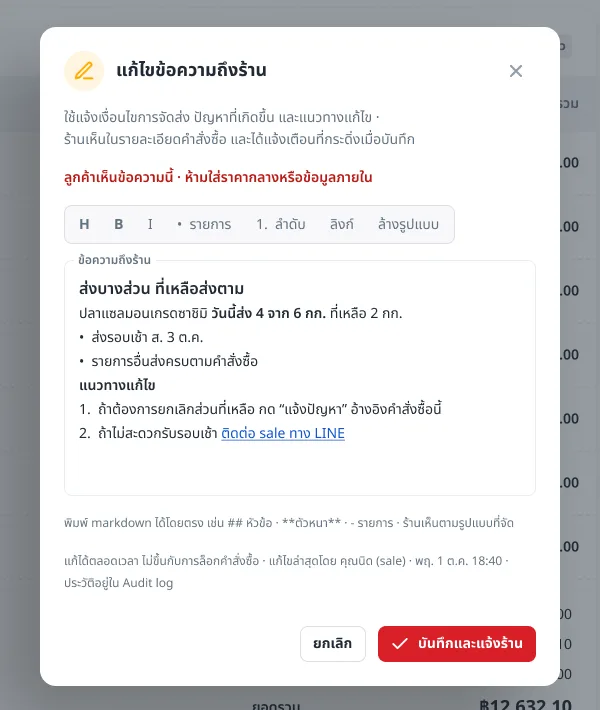 แก้ไขข้อความถึงร้าน
ใช้แจ้งเงื่อนไขการจัดส่ง ปัญหาที่เกิดขึ้น และแนวทางแก้ไข ·
ร้านเห็นในรายละเอียดคำสั่งซื้อ และได้แจ้งเตือนที่กระดิ่งเมื่อบันทึก
ลูกค้าเห็นข้อความนี้ · ห้ามใส่ราคากลางหรือข้อมูลภายใน
H B I • รายการ 1. ลำดับ ลิงก์ ล้างรูปแบบ
ข้อความถึงร้าน
ส่งบางส่วน ที่เหลือส่งตาม
ปลาแซลมอนเกรดซาชิมิ วันนี้ส่ง 4 จาก 6 กก. ที่เหลือ 2 กก.
• ส่งรอบเช้า ส. 3 ต.ค.
• รายการอื่นส่งครบตามคำสั่งซื้อ
แนวทางแก้ไข
1. ถ้าต้องการยกเลิกส่วนที่เหลือ กด “แจ้งปัญหา” อ้างอิงคำสั่งซื้อนี้
2. ถ้าไม่สะดวกรับรอบเช้า ติดต่อ sale ทาง LINE
พิมพ์ markdown ได้โดยตรง เช่น ## หัวข้อ · **ตัวหนา** · - รายการ · ร้านเห็นตามรูปแบบที่จัด
แก้ได้ตลอดเวลา ไม่ขึ้นกับการล็อกคำสั่งซื้อ · แก้ไขล่าสุดโดย คุณนิด (sale) · พฤ. 1 ต.ค. 18:40 ·
ประวัติอยู่ใน Audit log
ยกเลิก
บันทึกและแจ้งร้าน
ยอดรวม ฿12,632.10